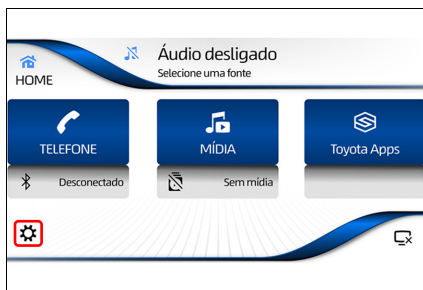 Áudio desligado
Selecione uma fonte
HOME
TELEFONE
MÍDIA
Toyota Apps
Desconectado
Sem mídia